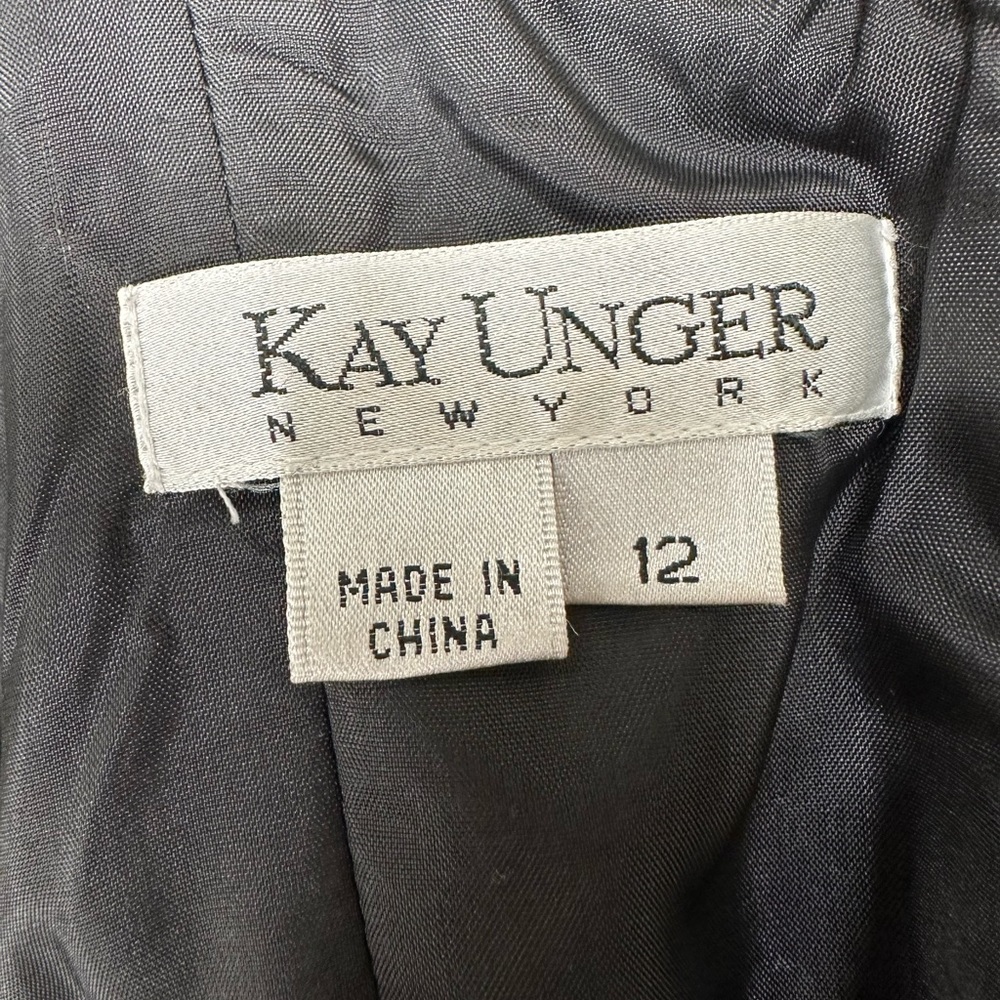 KAY UNGER
NEW YORK
MADE IN
CHINA
12